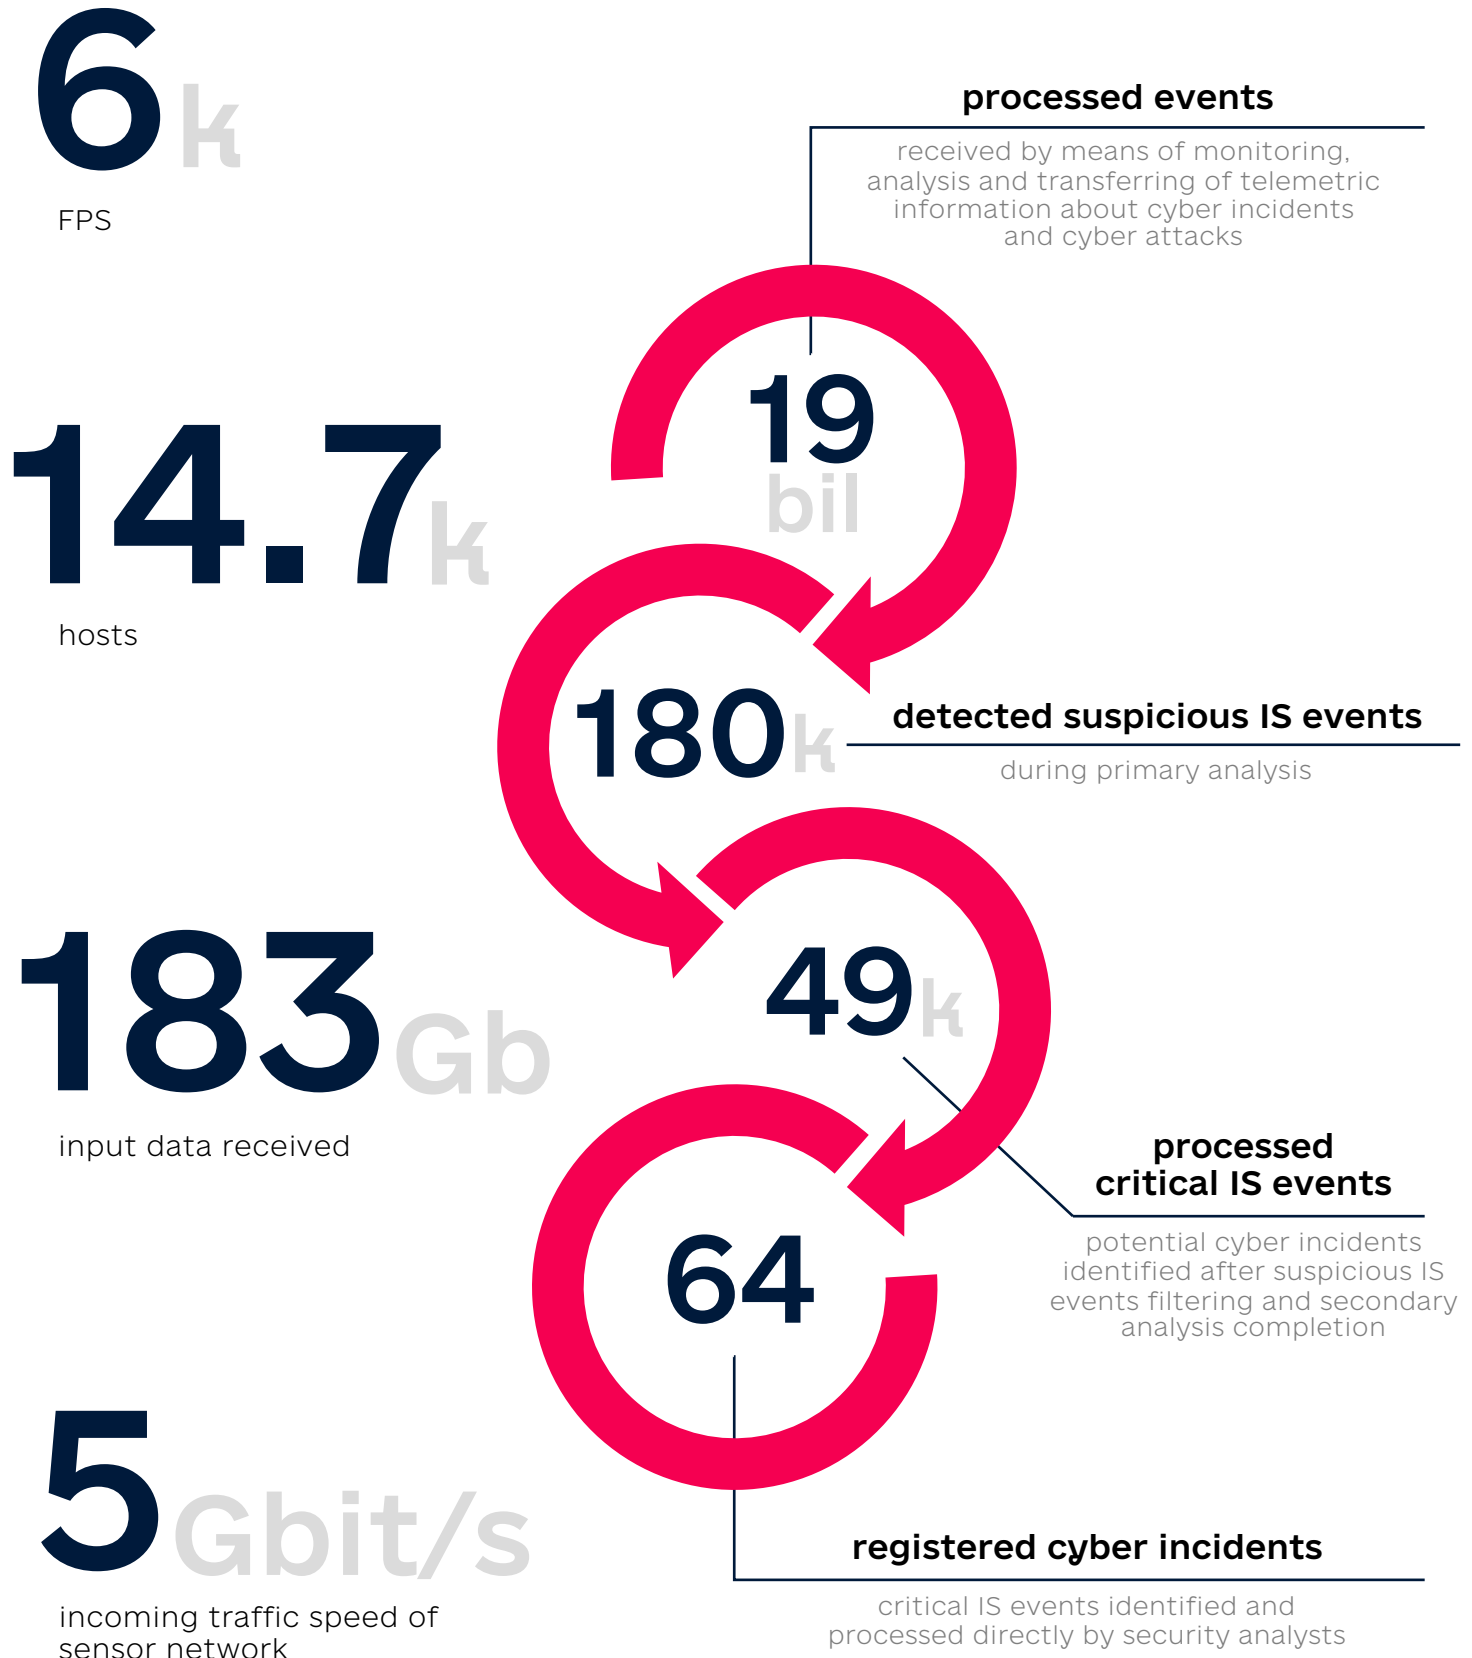 6k
FPS
14.7k
hosts
183Gb
input data received
5Gbit/s
incoming traffic speed of
sensor network
processed events
received by means of monitoring,
analysis and transferring of telemetric
information about cyber incidents
and cyber attacks
19
bil
180k
detected suspicious IS events
during primary analysis
49k
processed
critical IS events
potential cyber incidents
identified after suspicious IS
events filtering and secondary
analysis completion
64
registered cyber incidents
critical IS events identified and
processed directly by security analysts